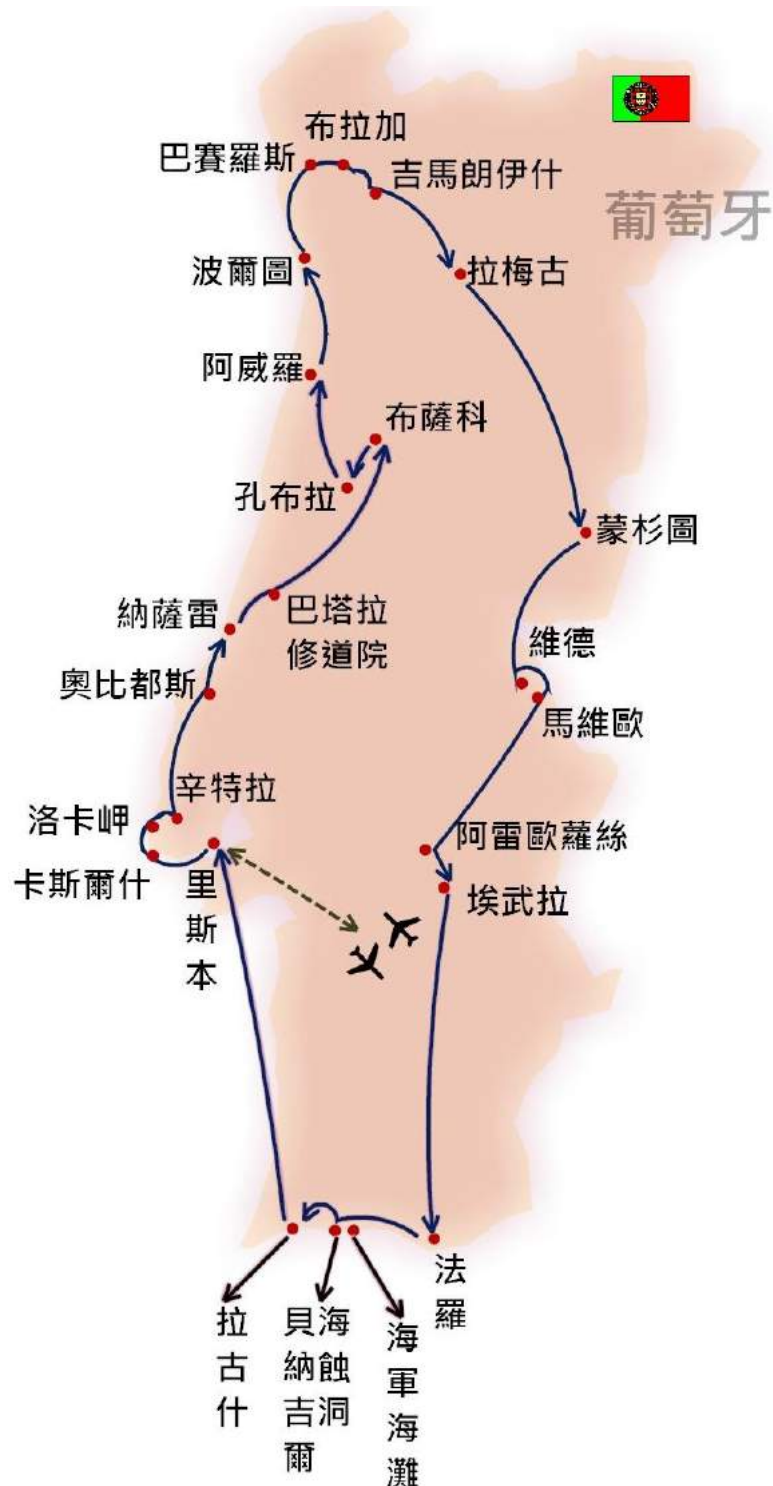 布拉加
巴賽羅斯
吉馬朗伊什
葡萄牙
波爾圖
拉梅古
阿威羅
布薩科
孔布拉
蒙杉圖
納薩雷
巴塔拉
修道院
維德
奧比都斯
馬維歐
辛特拉
洛卡岬
阿雷歐蘿絲
卡斯爾什
里斯本
埃武拉
法羅
拉古什
貝納吉爾
海蝕洞
海軍海灘